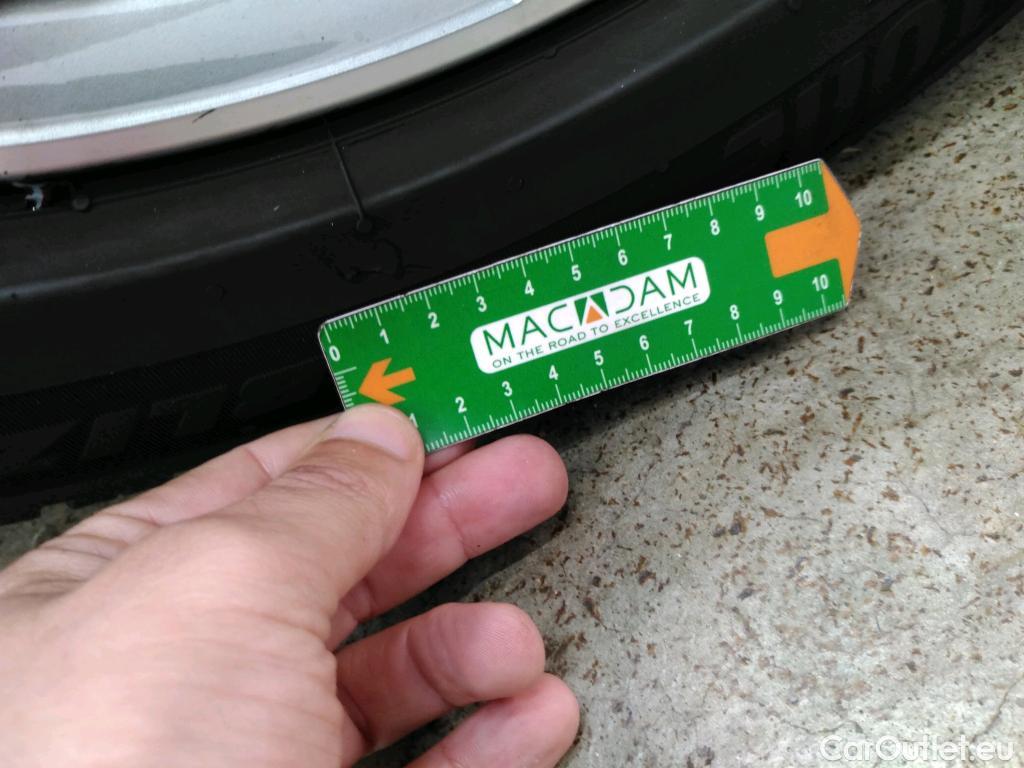 0 1 2 3 4 5 6 7 8 9 10
MACADAM
ON THE ROAD TO EXCELLENCE
1 2 3 4 5 6 7 8 9 10
CarOutlet.eu